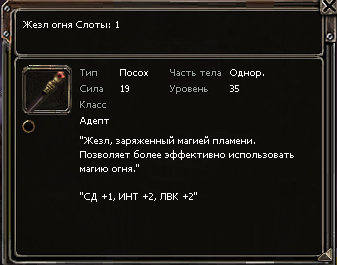 Жезл огня Слоты: 1
Тип Посох Часть тела Однор.
Сила 19 Уровень 35
Класс
Адепт
"Жезл, заряженный магией пламени.
Позволяет более эффективно использовать
магию огня."
"СД +1, ИНТ +2, ЛВК +2"